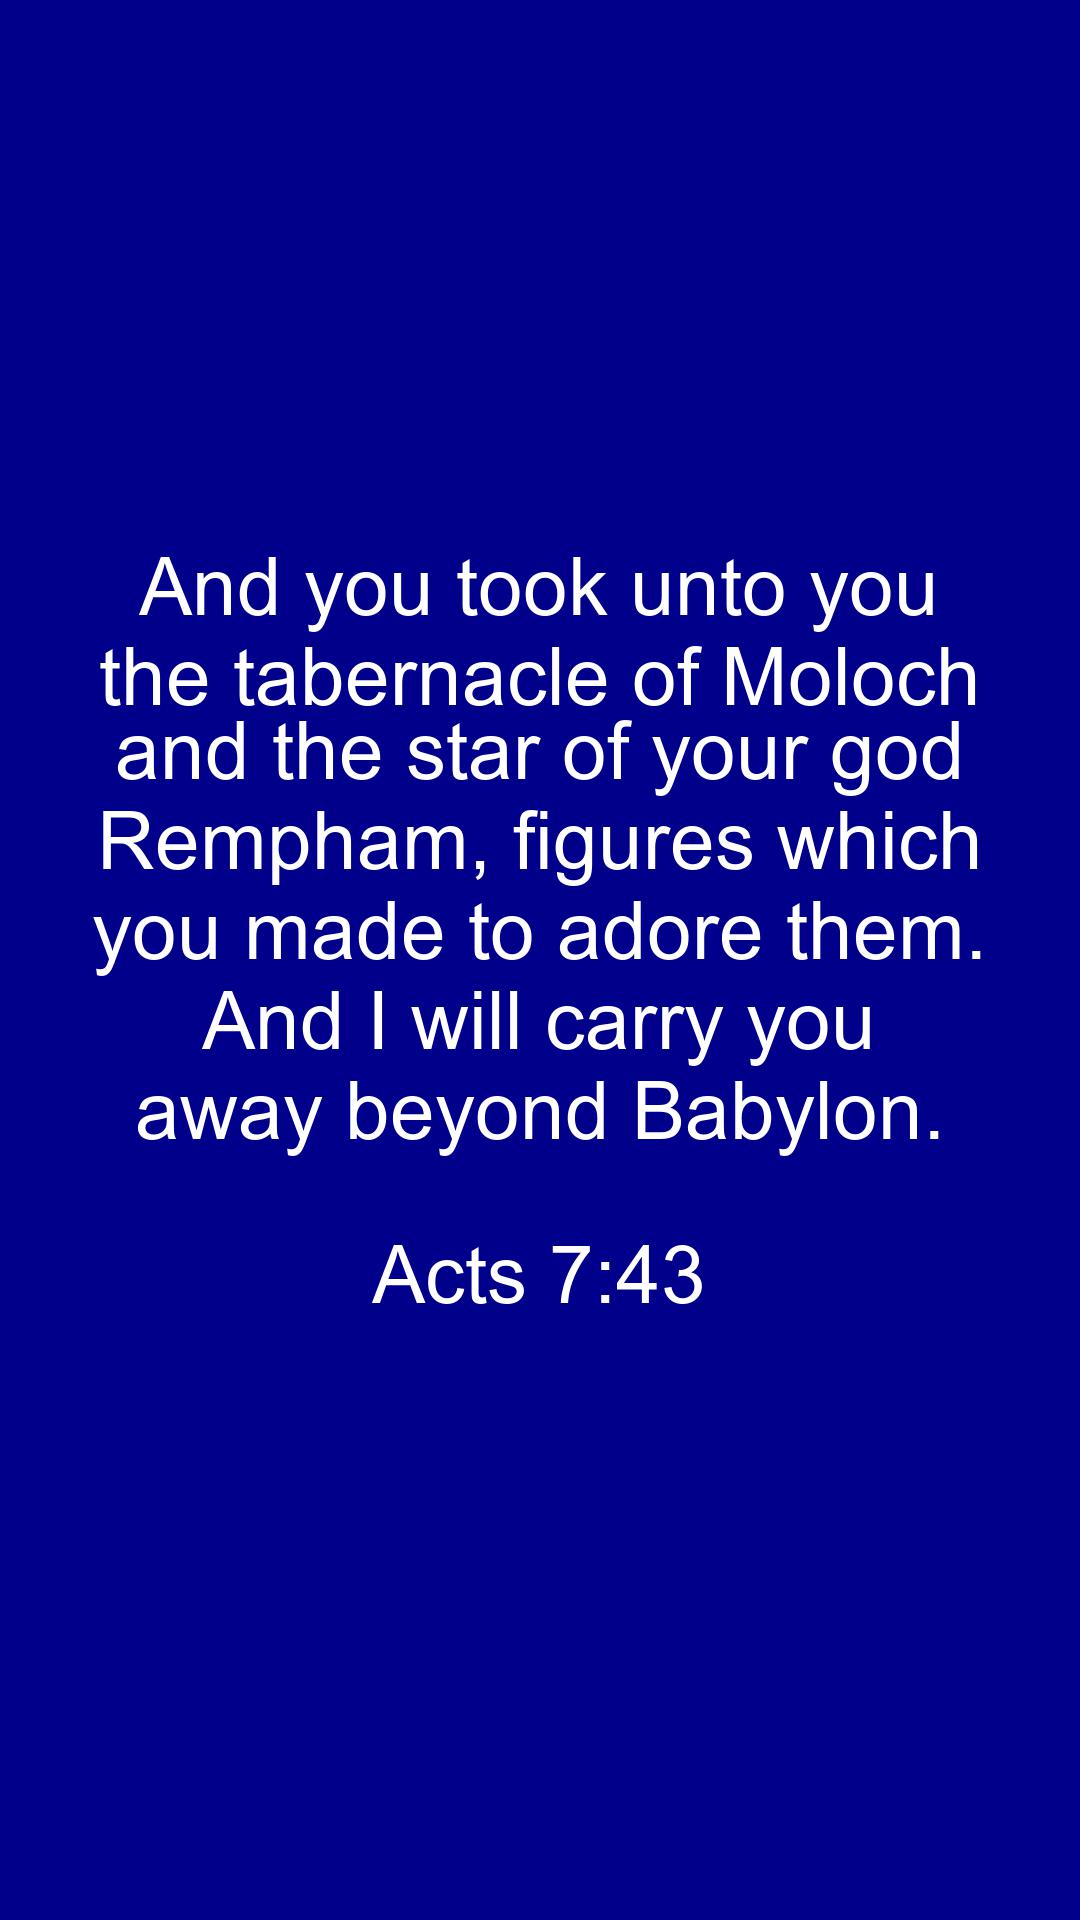 And you took unto you
the tabernacle of Moloch
and the star of your god
Rempham, figures which
you made to adore them.
And I will carry you
away beyond Babylon.
Acts 7:43